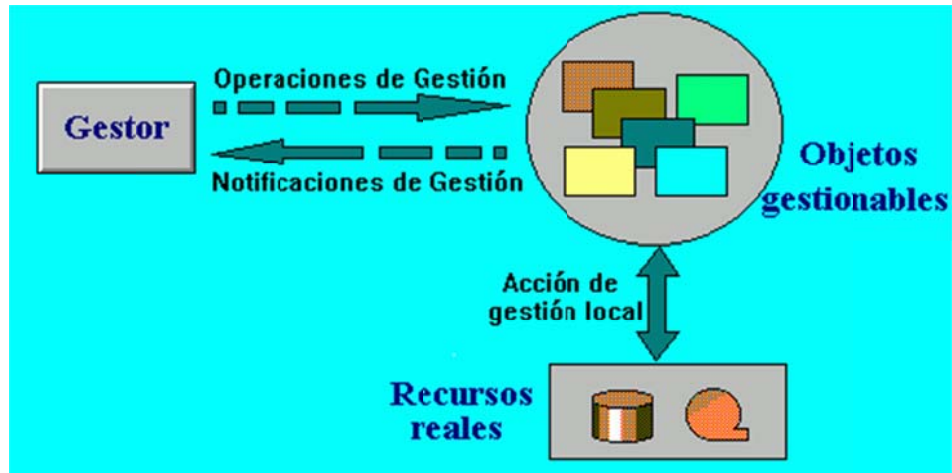 Operaciones de Gestión
Gestor
Notificaciones de Gestión
Objetos
gestionables
Acción de
gestión local
Recursos
reales